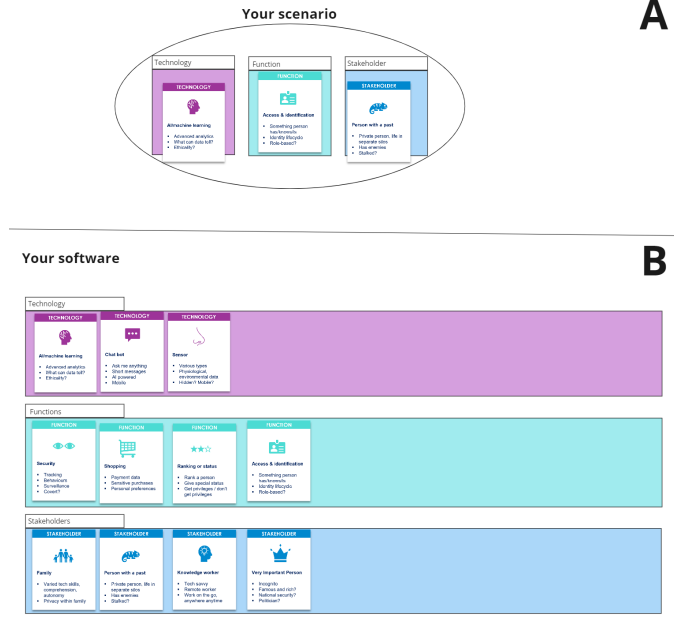 Your scenario
A
Technology
TECHNOLOGY
AI/machine learning
• Advanced analytics
• What can data tell?
• Ethicality?
Function
FUNCTION
Access & identification
• Something person
has/knows/is
• Identity lifecycle
• Role-based?
Stakeholder
STAKEHOLDER
Person with a past
• Private person, life in
separate silos
• Has enemies
• Stalked?
Your software
B
Technology
TECHNOLOGY
AI/machine learning
• Advanced analytics
• What can data tell?
• Ethicality?
TECHNOLOGY
Chat bot
• Ask me anything
• Short messages
• AI powered
• Mobile
TECHNOLOGY
Sensor
• Various types
• Physiological,
environmental data
• Hidden? Mobile?
Functions
FUNCTION
Security
• Tracking
• Behaviours
• Surveillance
• Covert?
FUNCTION
Shopping
• Payment data
• Sensitive purchases
• Personal preferences
FUNCTION
Ranking or status
• Rank a person
• Give special status
• Get privileges / don't
get privileges
FUNCTION
Access & identification
• Something person
has/knows/is
• Identity lifecycle
• Role-based?
Stakeholders
STAKEHOLDER
Family
• Varied tech skills,
comprehension,
autonomy
• Privacy within family
STAKEHOLDER
Person with a past
• Private person, life in
separate silos
• Has enemies
• Stalked?
STAKEHOLDER
Knowledge worker
• Tech savvy
• Remote worker
• Work on the go,
anywhere anytime
STAKEHOLDER
Very Important Person
• Incognito
• Famous and rich?
• National security?
• Politician?